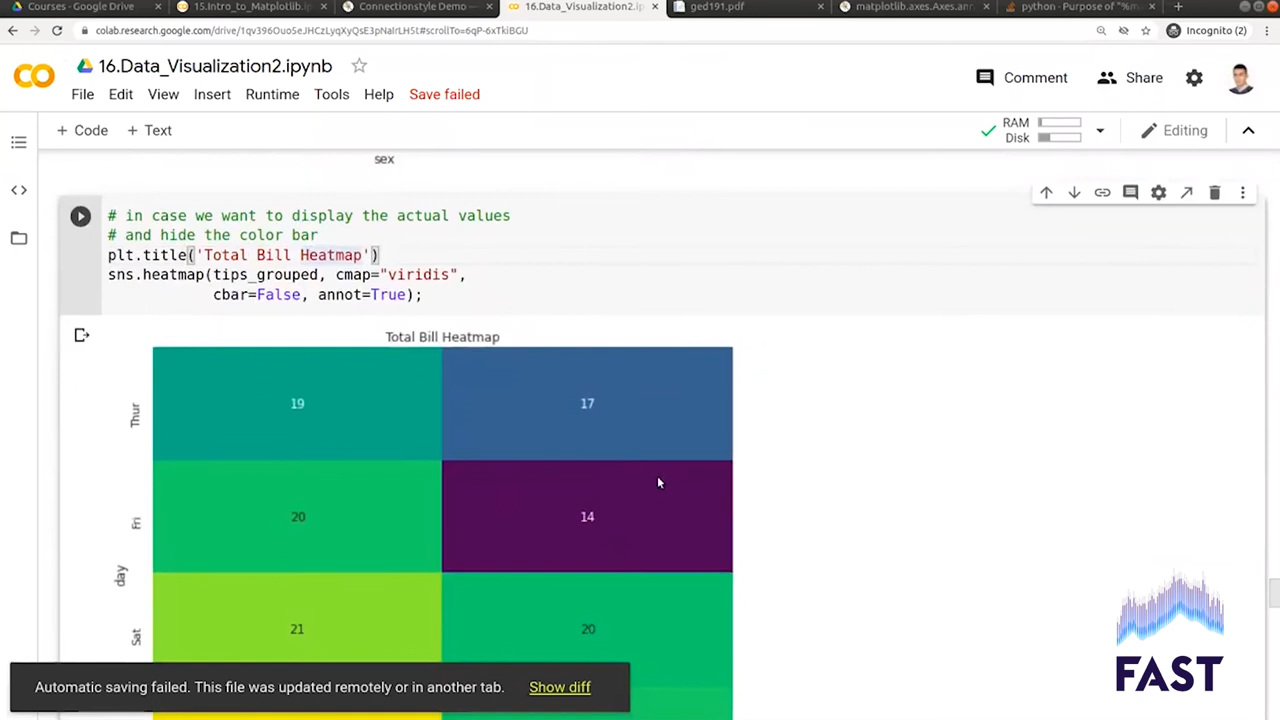 Courses - Google Drive
15.Intro_to_Matplotlib.ip
Connectionstyle Demo —
16.Data_Visualization2.ip
ged191.pdf
matplotlib.axes.Axes.ann
python - Purpose of "%m
colab.research.google.com/drive/1qv396Ouo5eJHCzLyqXyQsE3pNaIrLH5t#scrollTo=6qP-6xTkiBGU
Incognito (2)
16.Data_Visualization2.ipynb
Comment
Share
File Edit View Insert Runtime Tools Help Save failed
+ Code + Text
RAM
Disk
Editing
sex
# in case we want to display the actual values
# and hide the color bar
plt.title('Total Bill Heatmap')
sns.heatmap(tips_grouped, cmap="viridis",
cbar=False, annot=True);
Total Bill Heatmap
Thur
19
17
Fri
20
14
day
Sat
21
20
Automatic saving failed. This file was updated remotely or in another tab. Show diff
FAST